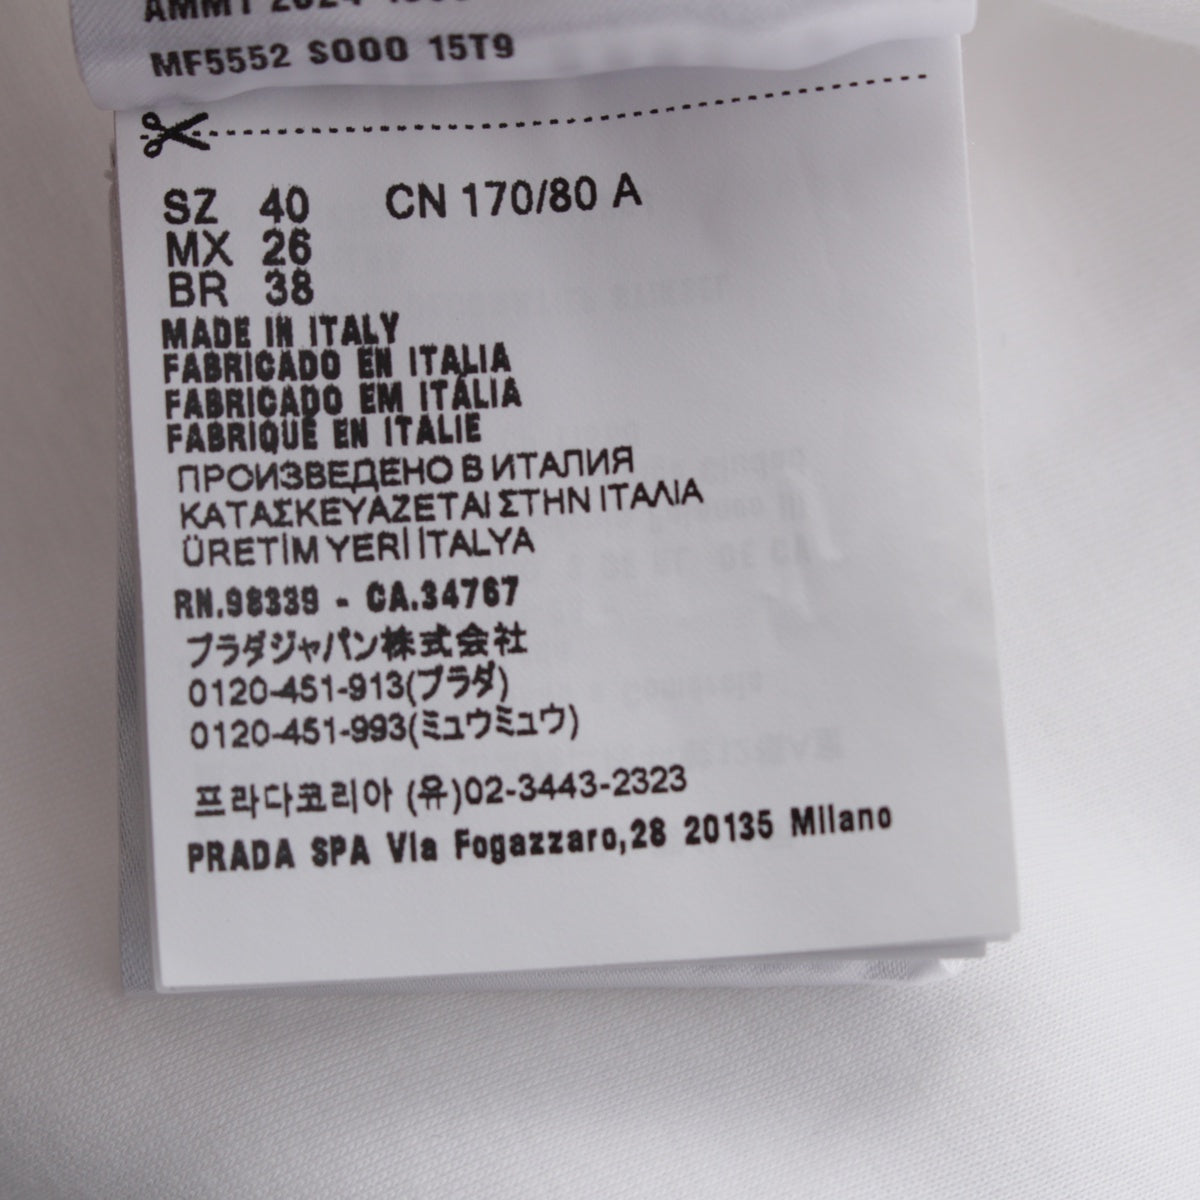 MF5552 S000 15T9
SZ 40 CN 170/80 A
MX 26
BR 38
MADE IN ITALY
FABRICADO EN ITALIA
FABRICADO EM ITÁLIA
FABRIQUÉ EN ITALIE
ПРОИЗВЕДЕНО В ИТАЛИЯ
ΚΑΤΑΣΚΕΥΑΖΕΤΑΙ ΣΤΗΝ ΙΤΑΛΙΑ
ÜRETİM YERİ İTALYA
RN.98339 - CA.34767
プラダジャパン株式会社
0120-451-913(プラダ)
0120-451-993(ミュウミュウ)
프라다코리아 (유)02-3443-2323
PRADA SPA Via Fogazzaro,28 20135 Milano